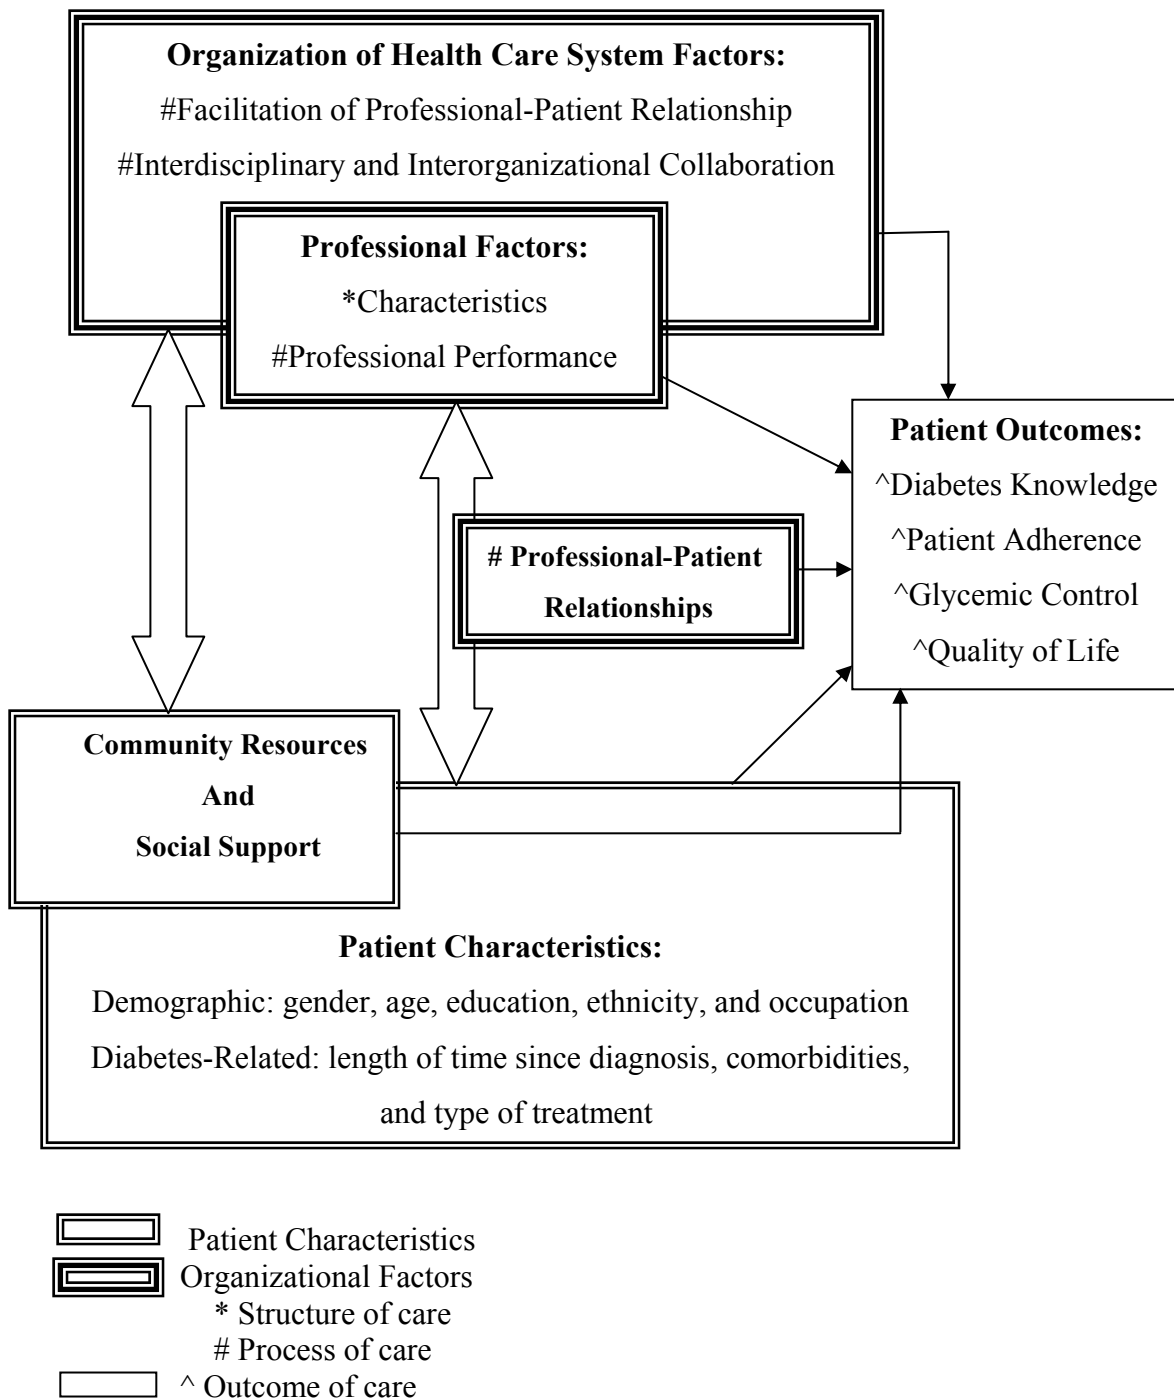 Organization of Health Care System Factors:
#Facilitation of Professional-Patient Relationship
#Interdisciplinary and Interorganizational Collaboration
Professional Factors:
*Characteristics
#Professional Performance
Patient Outcomes:
^Diabetes Knowledge
^Patient Adherence
^Glycemic Control
^Quality of Life
# Professional-Patient
Relationships
Community Resources
And
Social Support
Patient Characteristics:
Demographic: gender, age, education, ethnicity, and occupation
Diabetes-Related: length of time since diagnosis, comorbidities,
and type of treatment
Patient Characteristics
Organizational Factors
* Structure of care
# Process of care
^ Outcome of care